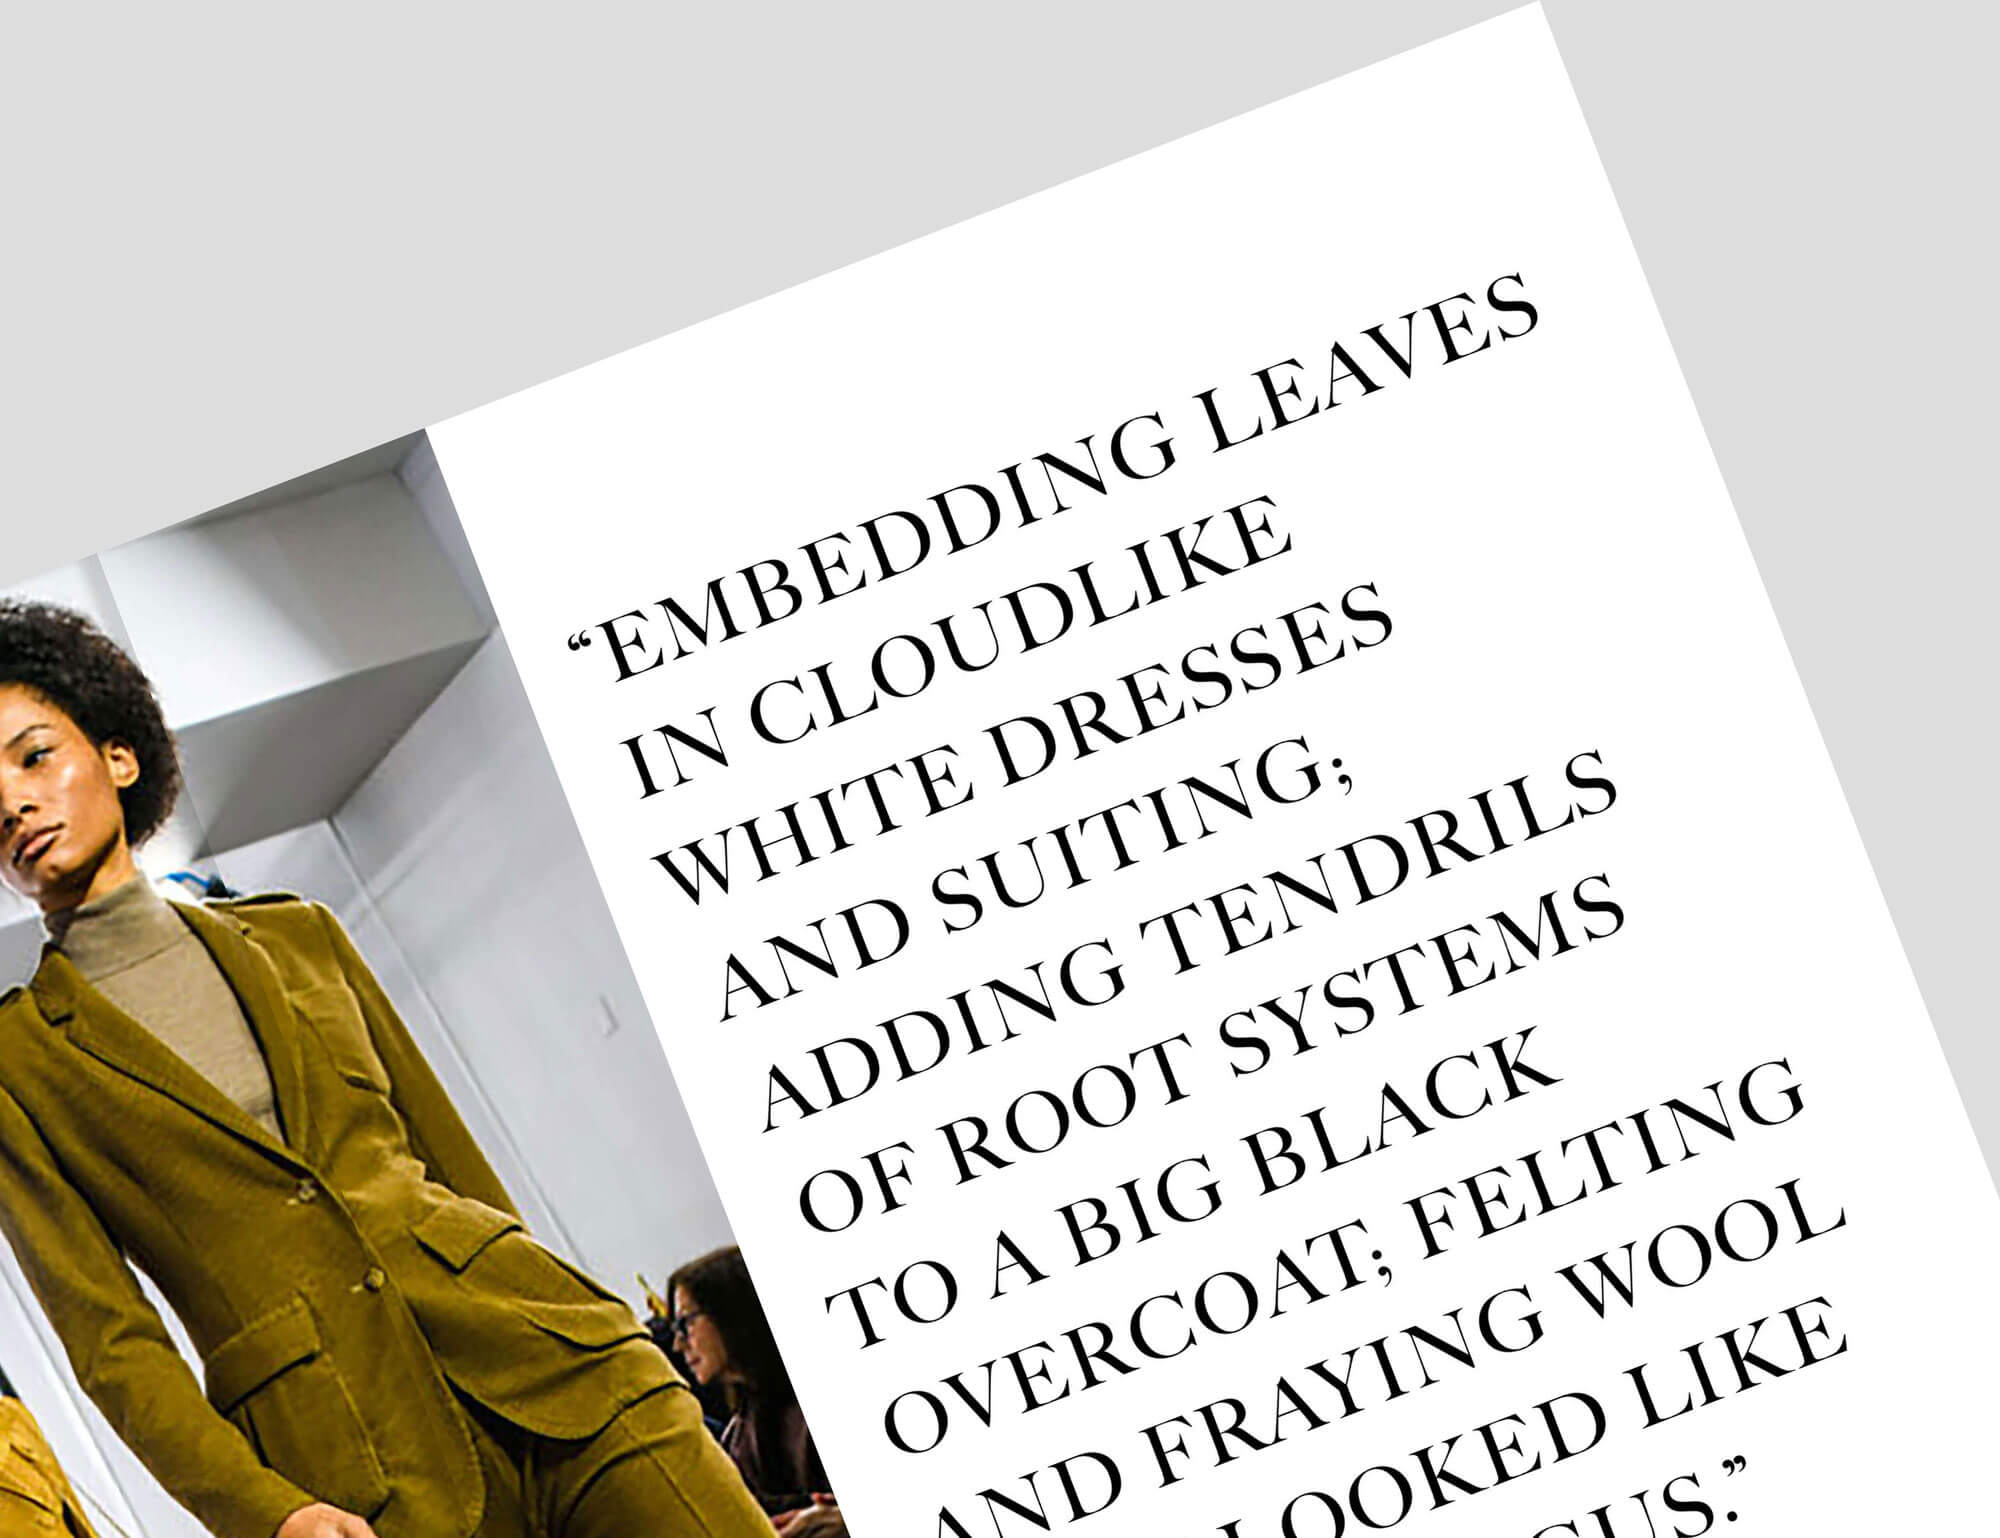 “EMBEDDING LEAVES
IN CLOUDLIKE
WHITE DRESSES
AND SUITING;
ADDING TENDRILS
OF ROOT SYSTEMS
TO A BIG BLACK
OVERCOAT; FELTING
AND FRAYING WOOL
LOOKED LIKE